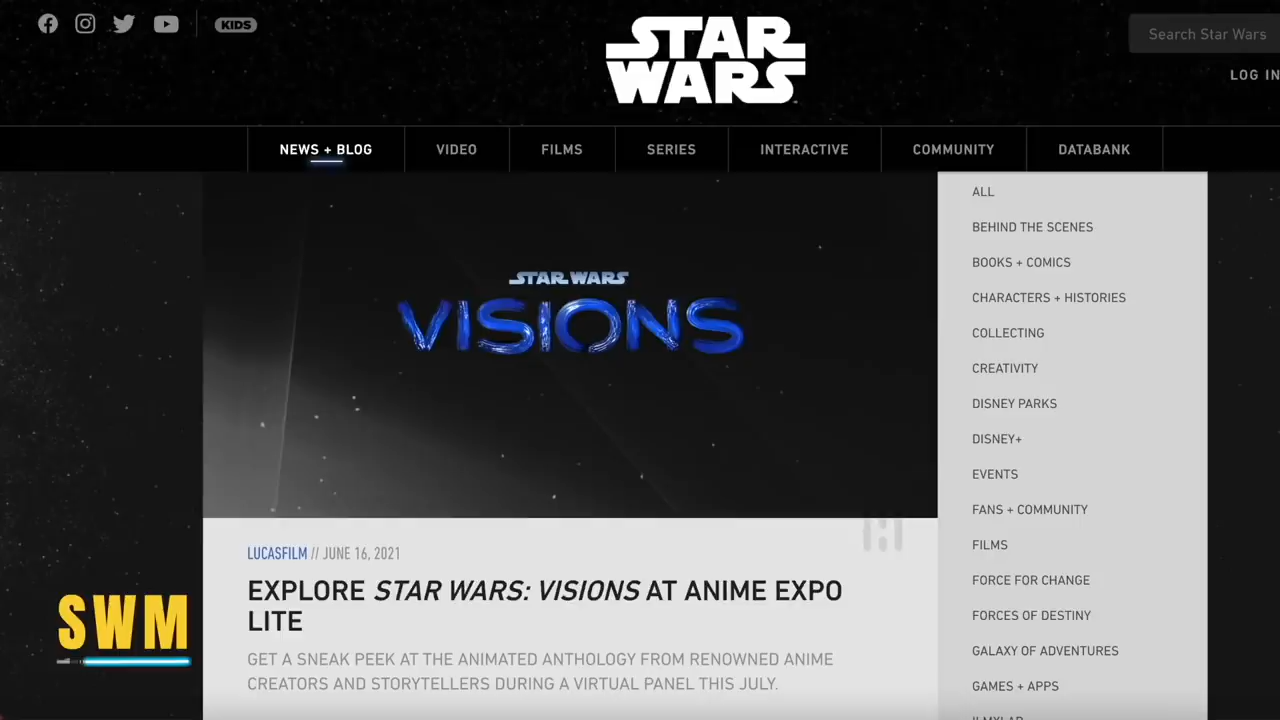 KIDS
STAR
WARS
Search Star Wars
LOG IN
NEWS + BLOG
VIDEO
FILMS
SERIES
INTERACTIVE
COMMUNITY
DATABANK
STAR WARS
VISIONS
LUCASFILM // JUNE 16, 2021
EXPLORE STAR WARS: VISIONS AT ANIME EXPO
LITE
GET A SNEAK PEEK AT THE ANIMATED ANTHOLOGY FROM RENOWNED ANIME
CREATORS AND STORYTELLERS DURING A VIRTUAL PANEL THIS JULY.
ALL
BEHIND THE SCENES
BOOKS + COMICS
CHARACTERS + HISTORIES
COLLECTING
CREATIVITY
DISNEY PARKS
DISNEY+
EVENTS
FANS + COMMUNITY
FILMS
FORCE FOR CHANGE
FORCES OF DESTINY
GALAXY OF ADVENTURES
GAMES + APPS
SWM